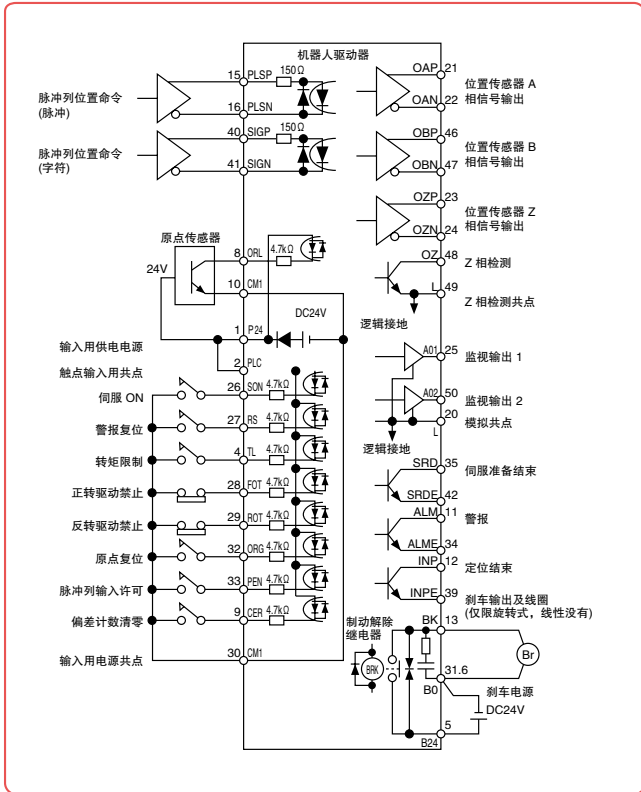 机器人驱动器
脉冲列位置命令
(脉冲)
15 PLSP 150Ω
16 PLSN
脉冲列位置命令
(字符)
40 SIGP 150Ω
41 SIGN
原点传感器
24V
8 ORL 4.7kΩ
10 CM1
DC24V
1 P24
输入用供电电源
2 PLC
触点输入用共点
伺服 ON 26 SON 4.7kΩ
警报复位 27 RS 4.7kΩ
转矩限制 4 TL 4.7kΩ
正转驱动禁止 28 FOT 4.7kΩ
反转驱动禁止 29 ROT 4.7kΩ
原点复位 32 ORG 4.7kΩ
脉冲列输入许可 33 PEN 4.7kΩ
偏差计数清零 9 CER 4.7kΩ
输入用电源共点 30 CM1
OAP 21
位置传感器 A
相信号输出
OAN 22
OBP 46
位置传感器 B
相信号输出
OBN 47
OZP 23
位置传感器 Z
相信号输出
OZN 24
OZ 48
Z 相检测
L 49
Z 相检测共点
逻辑接地
A01 25 监视输出 1
A02 50 监视输出 2
20 模拟共点
L
逻辑接地
SRD 35 伺服准备结束
SRDE 42
ALM 11 警报
ALME 34
INP 12 定位结束
INPE 39 刹车输出及线圈
(仅限旋转式，线性没有)
BK 13
制动解除
继电器
BRK
Br
B0 31.6
刹车电源
DC24V
5
B24